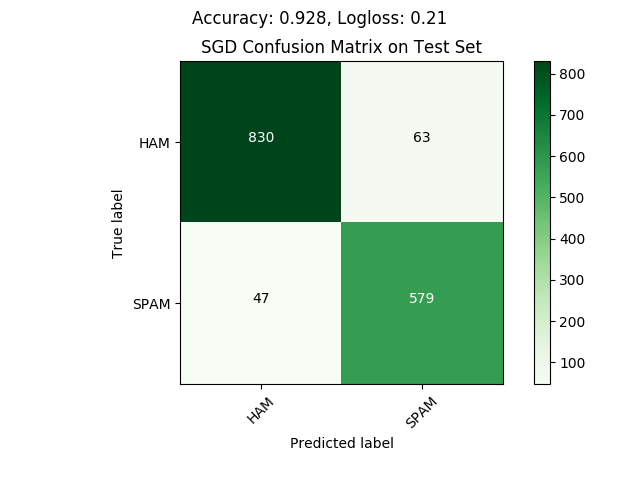 Accuracy: 0.928, Logloss: 0.21
SGD Confusion Matrix on Test Set
True label
HAM
830
63
SPAM
47
579
HAM
SPAM
Predicted label
800
700
600
500
400
300
200
100